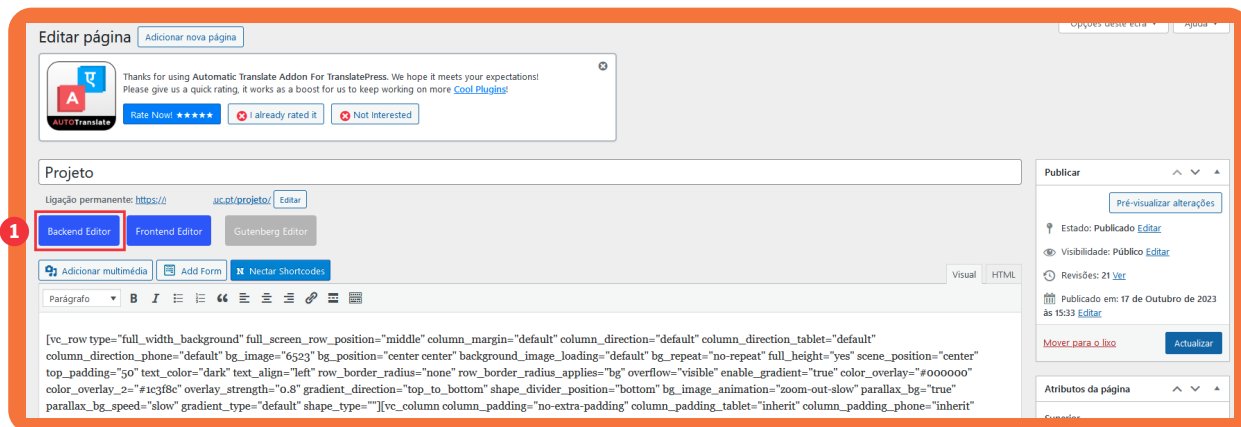 Editar página Adicionar nova página
Opções deste ecrã Ajuda
Thanks for using Automatic Translate Addon For TranslatePress. We hope it meets your expectations!
Please give us a quick rating, it works as a boost for us to keep working on more Cool Plugins!
ए
A
AUTOTranslate
Rate Now! ★★★★★ I already rated it Not Interested
Projeto
Ligação permanente: https:// .uc.pt/projeto/ Editar
1
Backend Editor Frontend Editor Gutenberg Editor
Adicionar multimédia Add Form N Nectar Shortcodes
Visual HTML
Parágrafo B I
[vc_row type="full_width_background" full_screen_row_position="middle" column_margin="default" column_direction="default" column_direction_tablet="default"
column_direction_phone="default" bg_image="6523" bg_position="center center" background_image_loading="default" bg_repeat="no-repeat" full_height="yes" scene_position="center"
top_padding="50" text_color="dark" text_align="left" row_border_radius="none" row_border_radius_applies="bg" overflow="visible" enable_gradient="true" color_overlay="#000000"
color_overlay_2="#1c3f8c" overlay_strength="0.8" gradient_direction="top_to_bottom" shape_divider_position="bottom" bg_image_animation="zoom-out-slow" parallax_bg="true"
parallax_bg_speed="slow" gradient_type="default" shape_type=""][vc_column column_padding="no-extra-padding" column_padding_tablet="inherit" column_padding_phone="inherit"
Publicar
Pré-visualizar alterações
Estado: Publicado Editar
Visibilidade: Público Editar
Revisões: 21 Ver
Publicado em: 17 de Outubro de 2023
às 15:33 Editar
Mover para o lixo Actualizar
Atributos da página
Superior